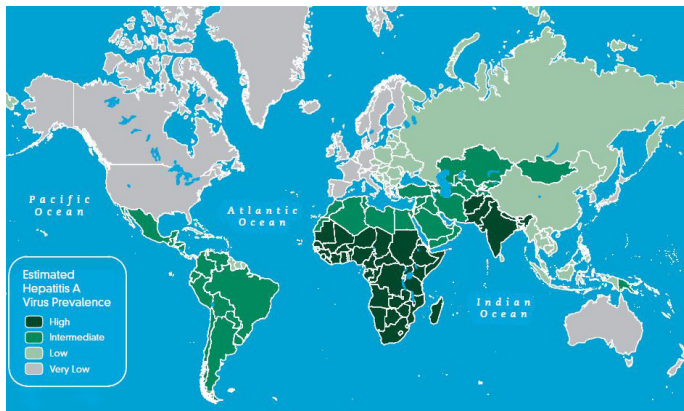 Pacific
Ocean
Atlantic
Ocean
Indian
Ocean
Estimated
Hepatitis A
Virus Prevalence
High
Intermediate
Low
Very Low